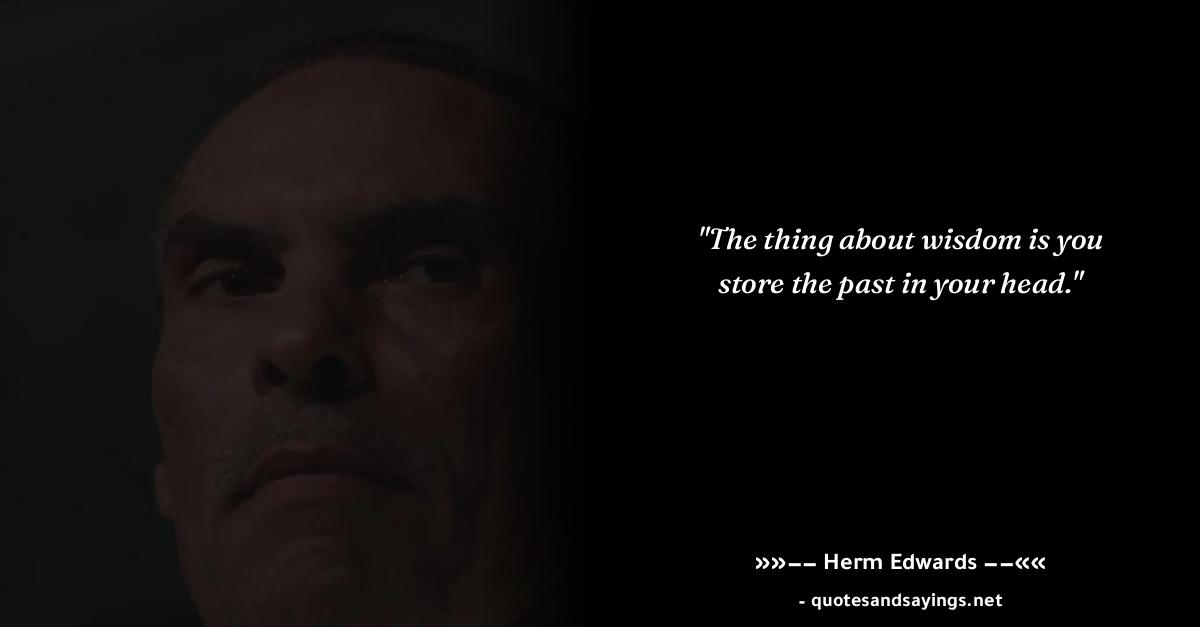 "The thing about wisdom is you
store the past in your head."
»»–– Herm Edwards ––««
- quotesandsayings.net